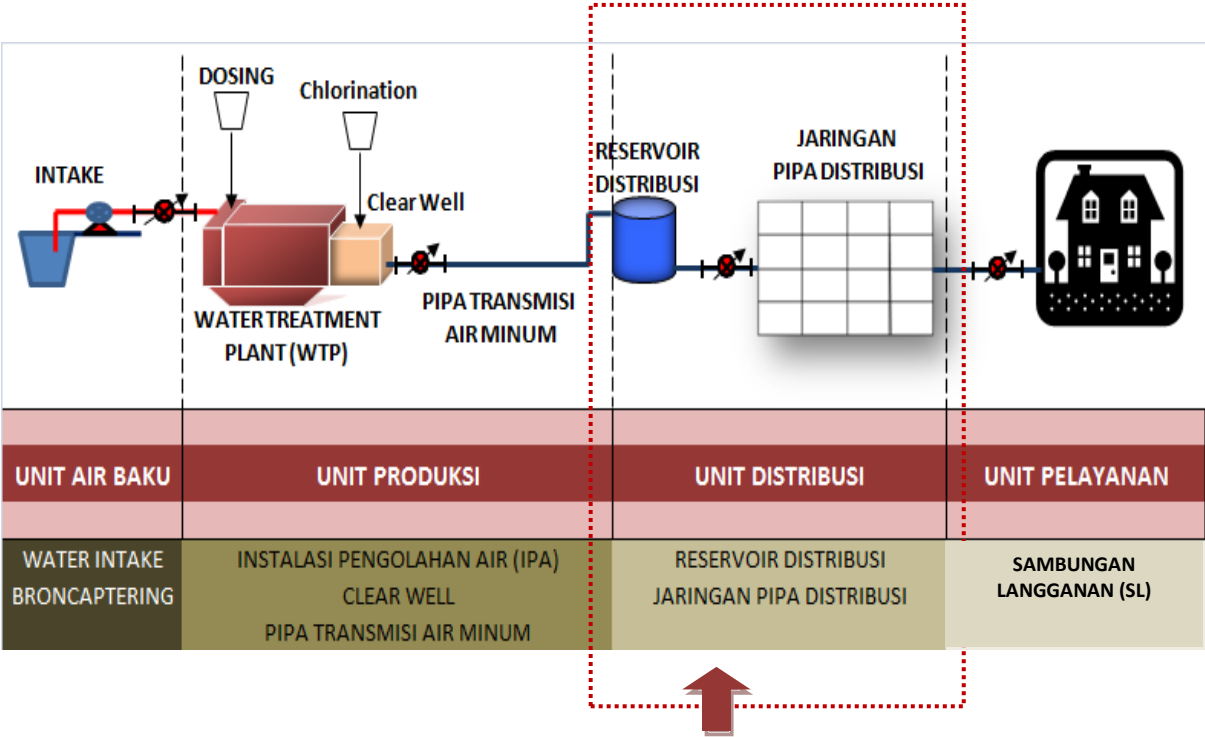 DOSING
Chlorination
INTAKE
Clear Well
WATER TREATMENT
PLANT (WTP)
PIPA TRANSMISI
AIR MINUM
RESERVOIR
DISTRIBUSI
JARINGAN
PIPA DISTRIBUSI
UNIT AIR BAKU
UNIT PRODUKSI
UNIT DISTRIBUSI
UNIT PELAYANAN
WATER INTAKE
BRONCAPTERING
INSTALASI PENGOLAHAN AIR (IPA)
CLEAR WELL
PIPA TRANSMISI AIR MINUM
RESERVOIR DISTRIBUSI
JARINGAN PIPA DISTRIBUSI
SAMBUNGAN
LANGGANAN (SL)